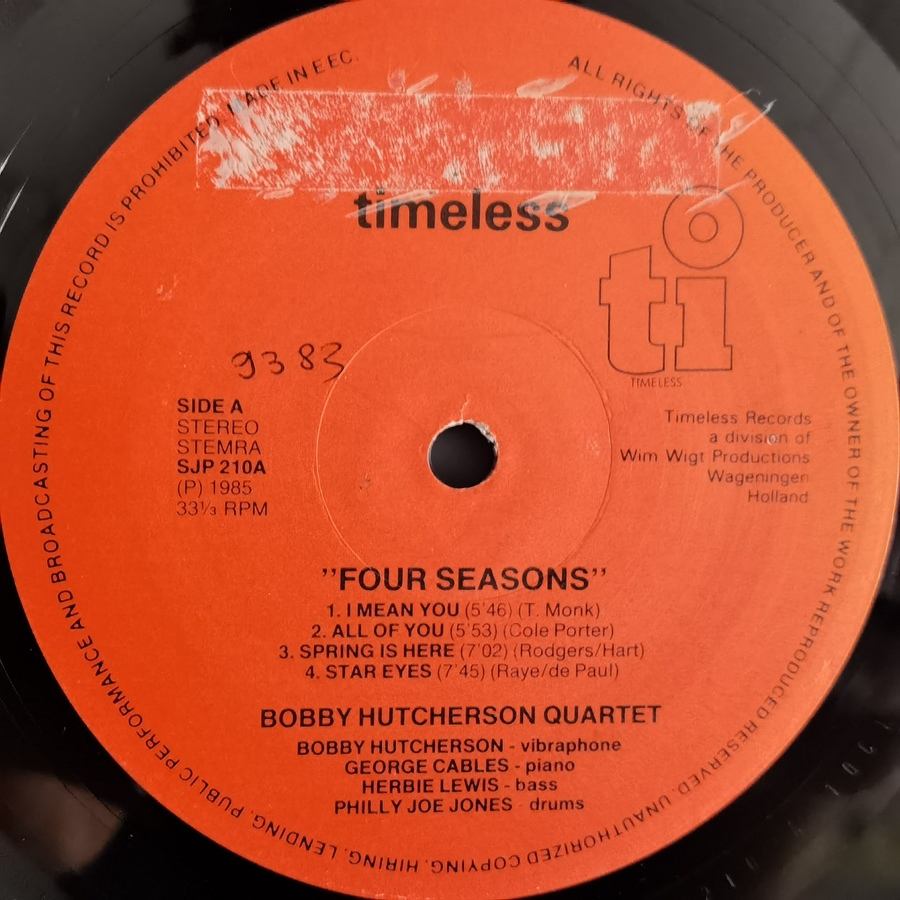 timeless
ti
TIMELESS
9383
SIDE A
STEREO
STEMRA
SJP 210A
(P) 1985
33⅓ RPM
Timeless Records
a division of
Wim Wigt Productions
Wageningen
Holland
"FOUR SEASONS"
1. I MEAN YOU (5'46) (T. Monk)
2. ALL OF YOU (5'53) (Cole Porter)
3. SPRING IS HERE (7'02) (Rodgers/Hart)
4. STAR EYES (7'45) (Raye/de Paul)
BOBBY HUTCHERSON QUARTET
BOBBY HUTCHERSON - vibraphone
GEORGE CABLES - piano
HERBIE LEWIS - bass
PHILLY JOE JONES - drums
ALL RIGHTS OF THE PRODUCER AND OF THE OWNER OF THE WORK REPRODUCED RESERVED. UNAUTHORIZED COPYING. HIRING. LENDING. PUBLIC PERFORMANCE AND BROADCASTING OF THIS RECORD IS PROHIBITED. MADE IN EEC.